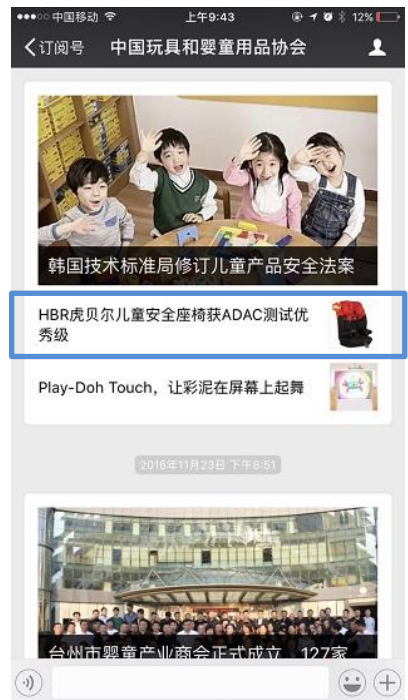 中国移动 上午9:43 12%
订阅号 中国玩具和婴童用品协会
韩国技术标准局修订儿童产品安全法案
HBR虎贝尔儿童安全座椅获ADAC测试优
秀级
Play-Doh Touch，让彩泥在屏幕上起舞
2016年11月23日 下午6:51
台州市婴童产业商会正式成立，127家